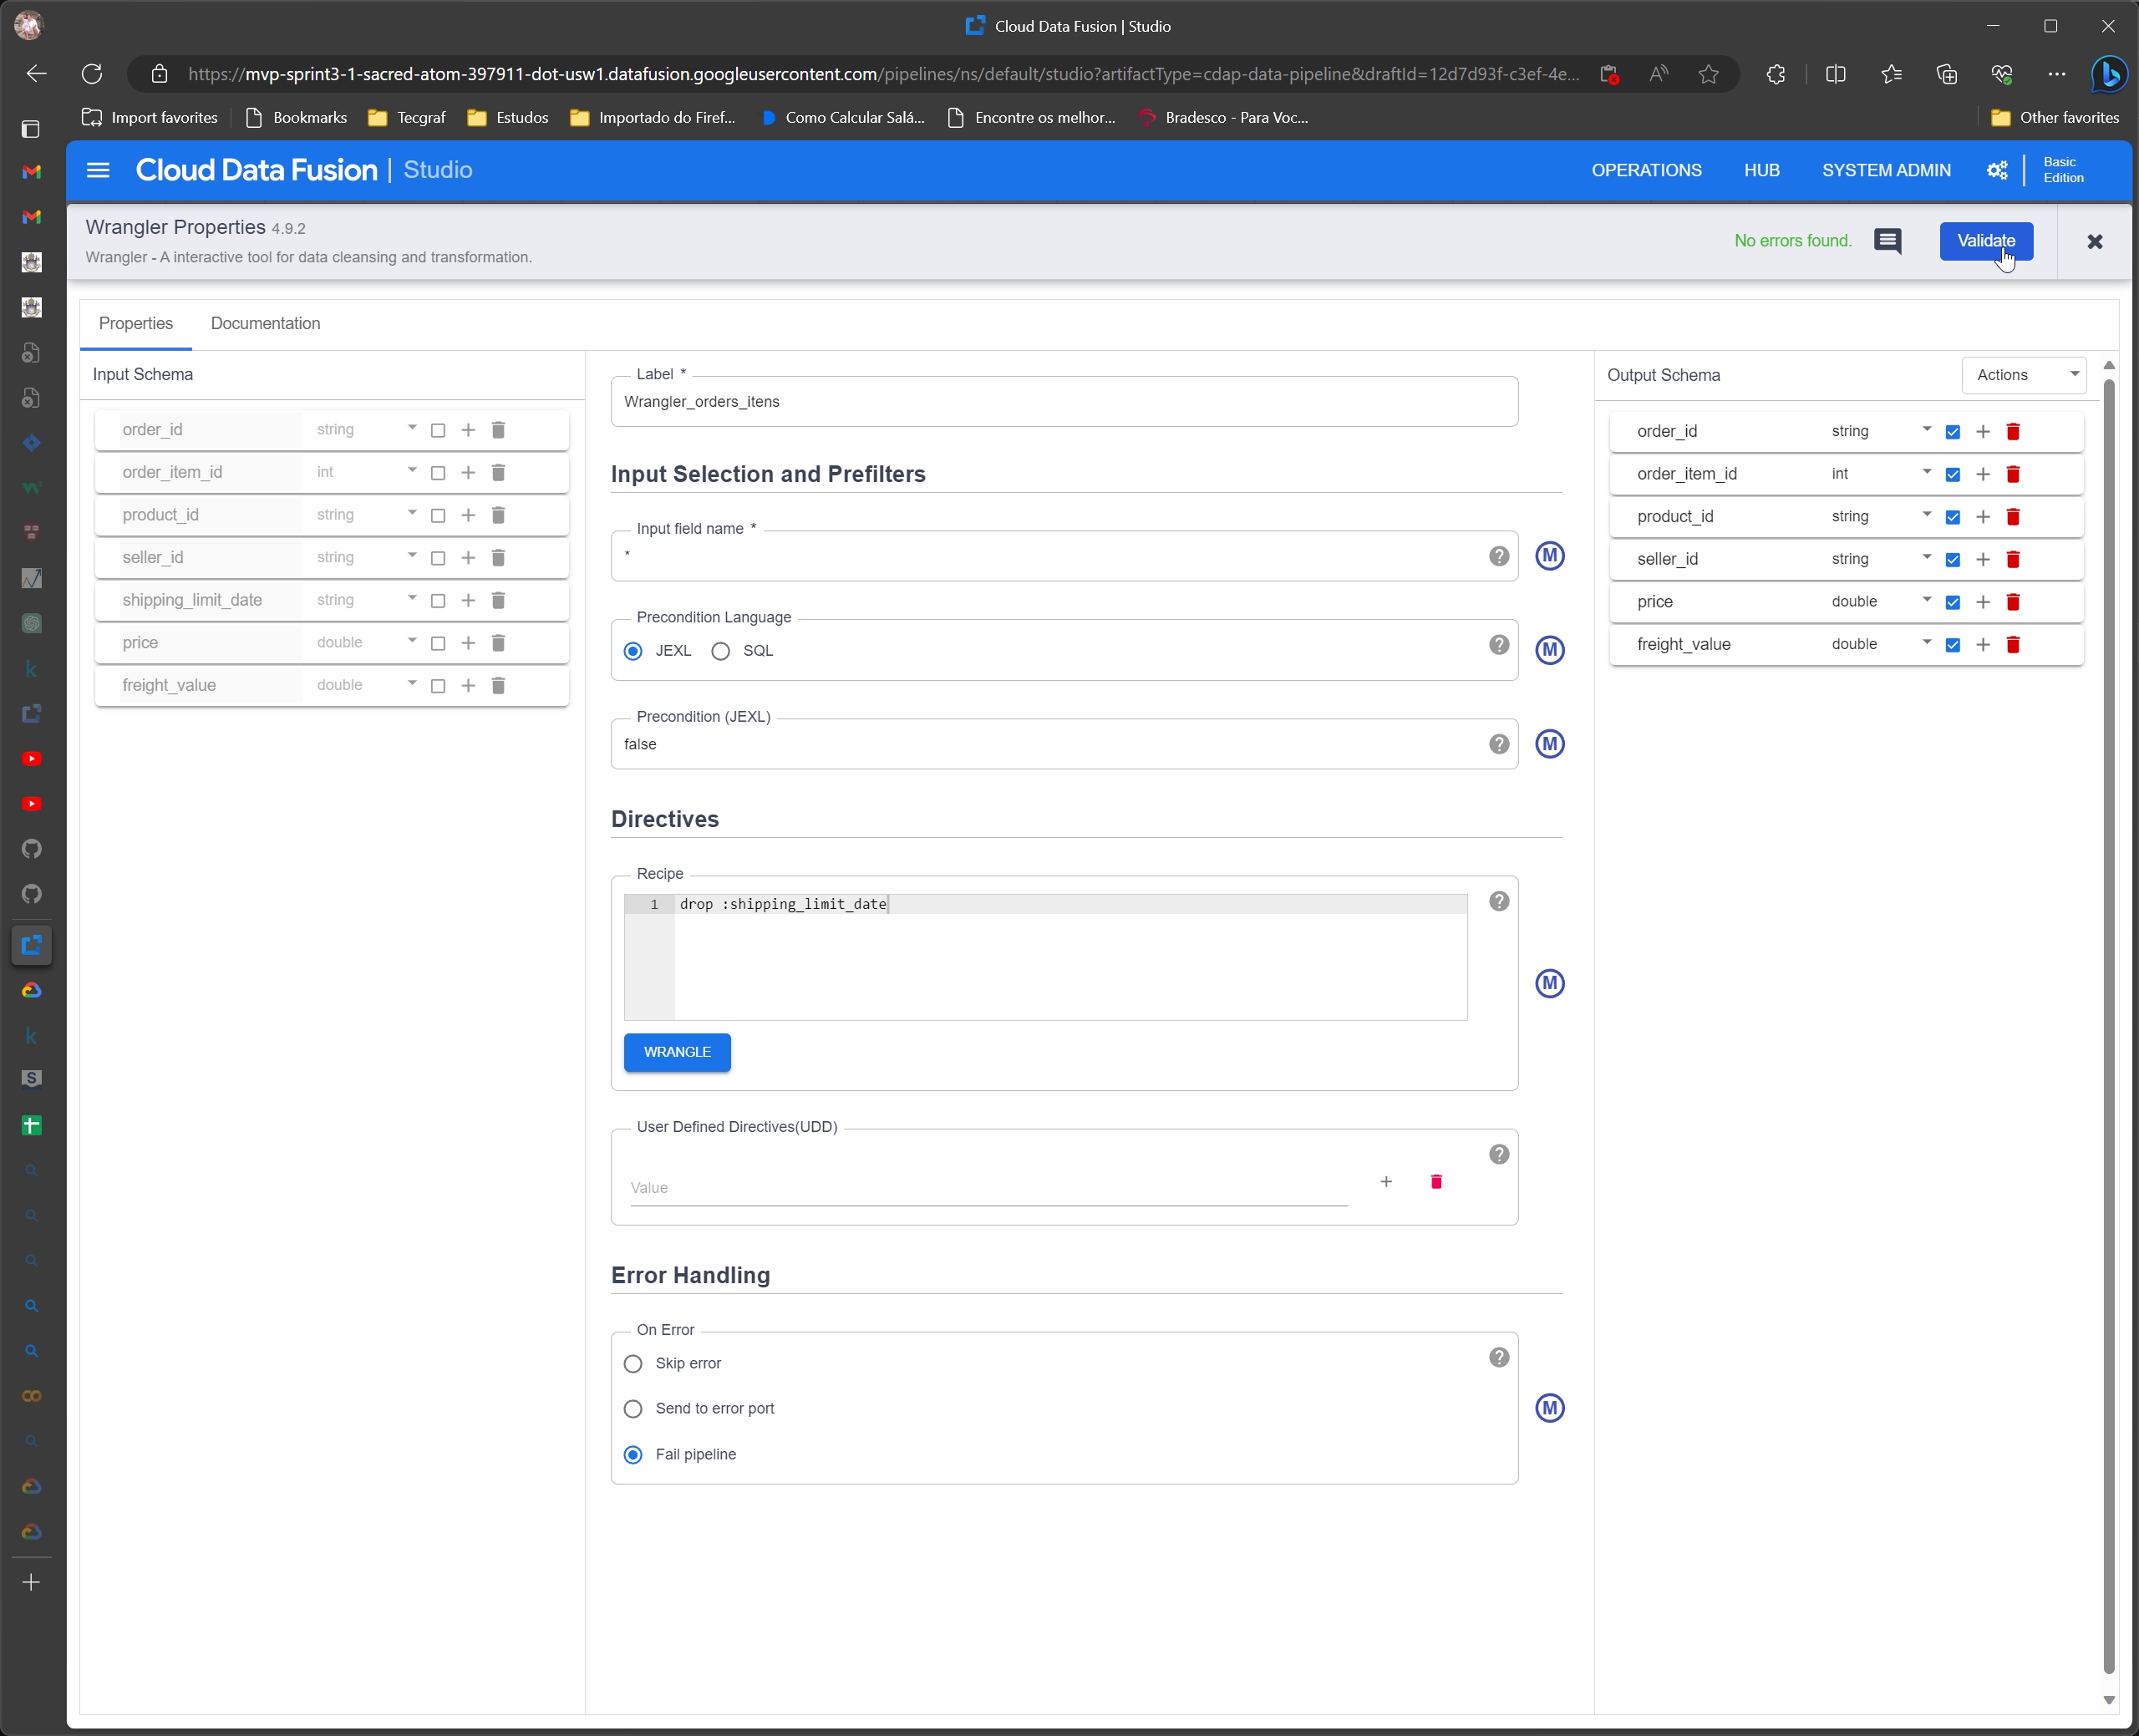 Cloud Data Fusion | Studio
https://mvp-sprint3-1-sacred-atom-397911-dot-usw1.datafusion.googleusercontent.com/pipelines/ns/default/studio?artifactType=cdap-data-pipeline&draftId=12d7d93f-c3ef-4e...
Import favorites
Bookmarks
Tecgraf
Estudos
Importado do Firef...
Como Calcular Salá...
Encontre os melhor...
Bradesco - Para Voc...
Other favorites
Cloud Data Fusion | Studio
OPERATIONS
HUB
SYSTEM ADMIN
Basic
Edition
Wrangler Properties 4.9.2
Wrangler - A interactive tool for data cleansing and transformation.
No errors found.
Validate
Properties
Documentation
Input Schema
order_id string
order_item_id int
product_id string
seller_id string
shipping_limit_date string
price double
freight_value double
Label *
Wrangler_orders_itens
Input Selection and Prefilters
Input field name *
*
M
Precondition Language
JEXL
SQL
M
Precondition (JEXL)
false
M
Directives
Recipe
1 drop :shipping_limit_date
M
WRANGLE
User Defined Directives(UDD)
Value
Error Handling
On Error
Skip error
Send to error port
M
Fail pipeline
Output Schema
Actions
order_id string
order_item_id int
product_id string
seller_id string
price double
freight_value double